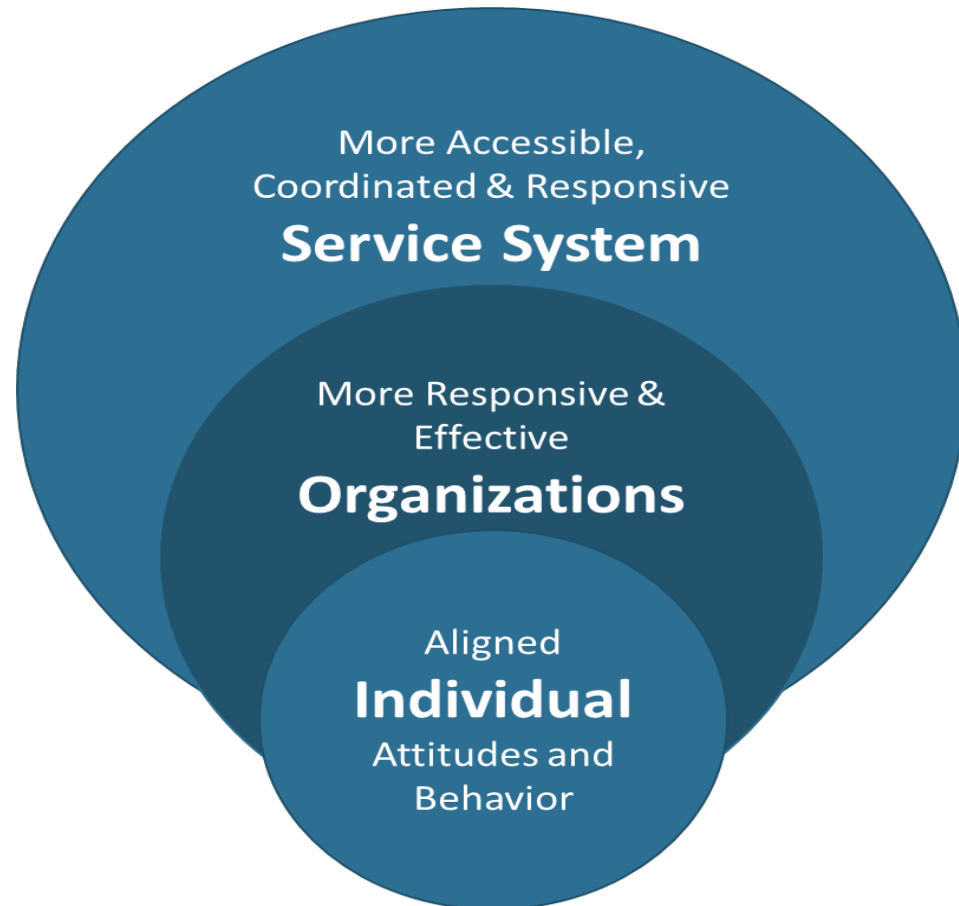 More Accessible,
Coordinated & Responsive
Service System
More Responsive &
Effective
Organizations
Aligned
Individual
Attitudes and
Behavior